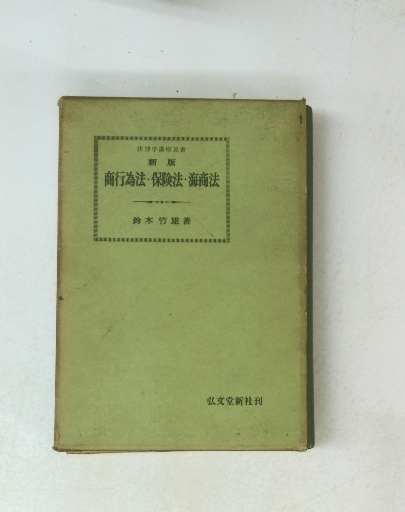 法律学講座双書
新版
商行為法・保険法・海商法
鈴木竹雄著
弘文堂新社刊